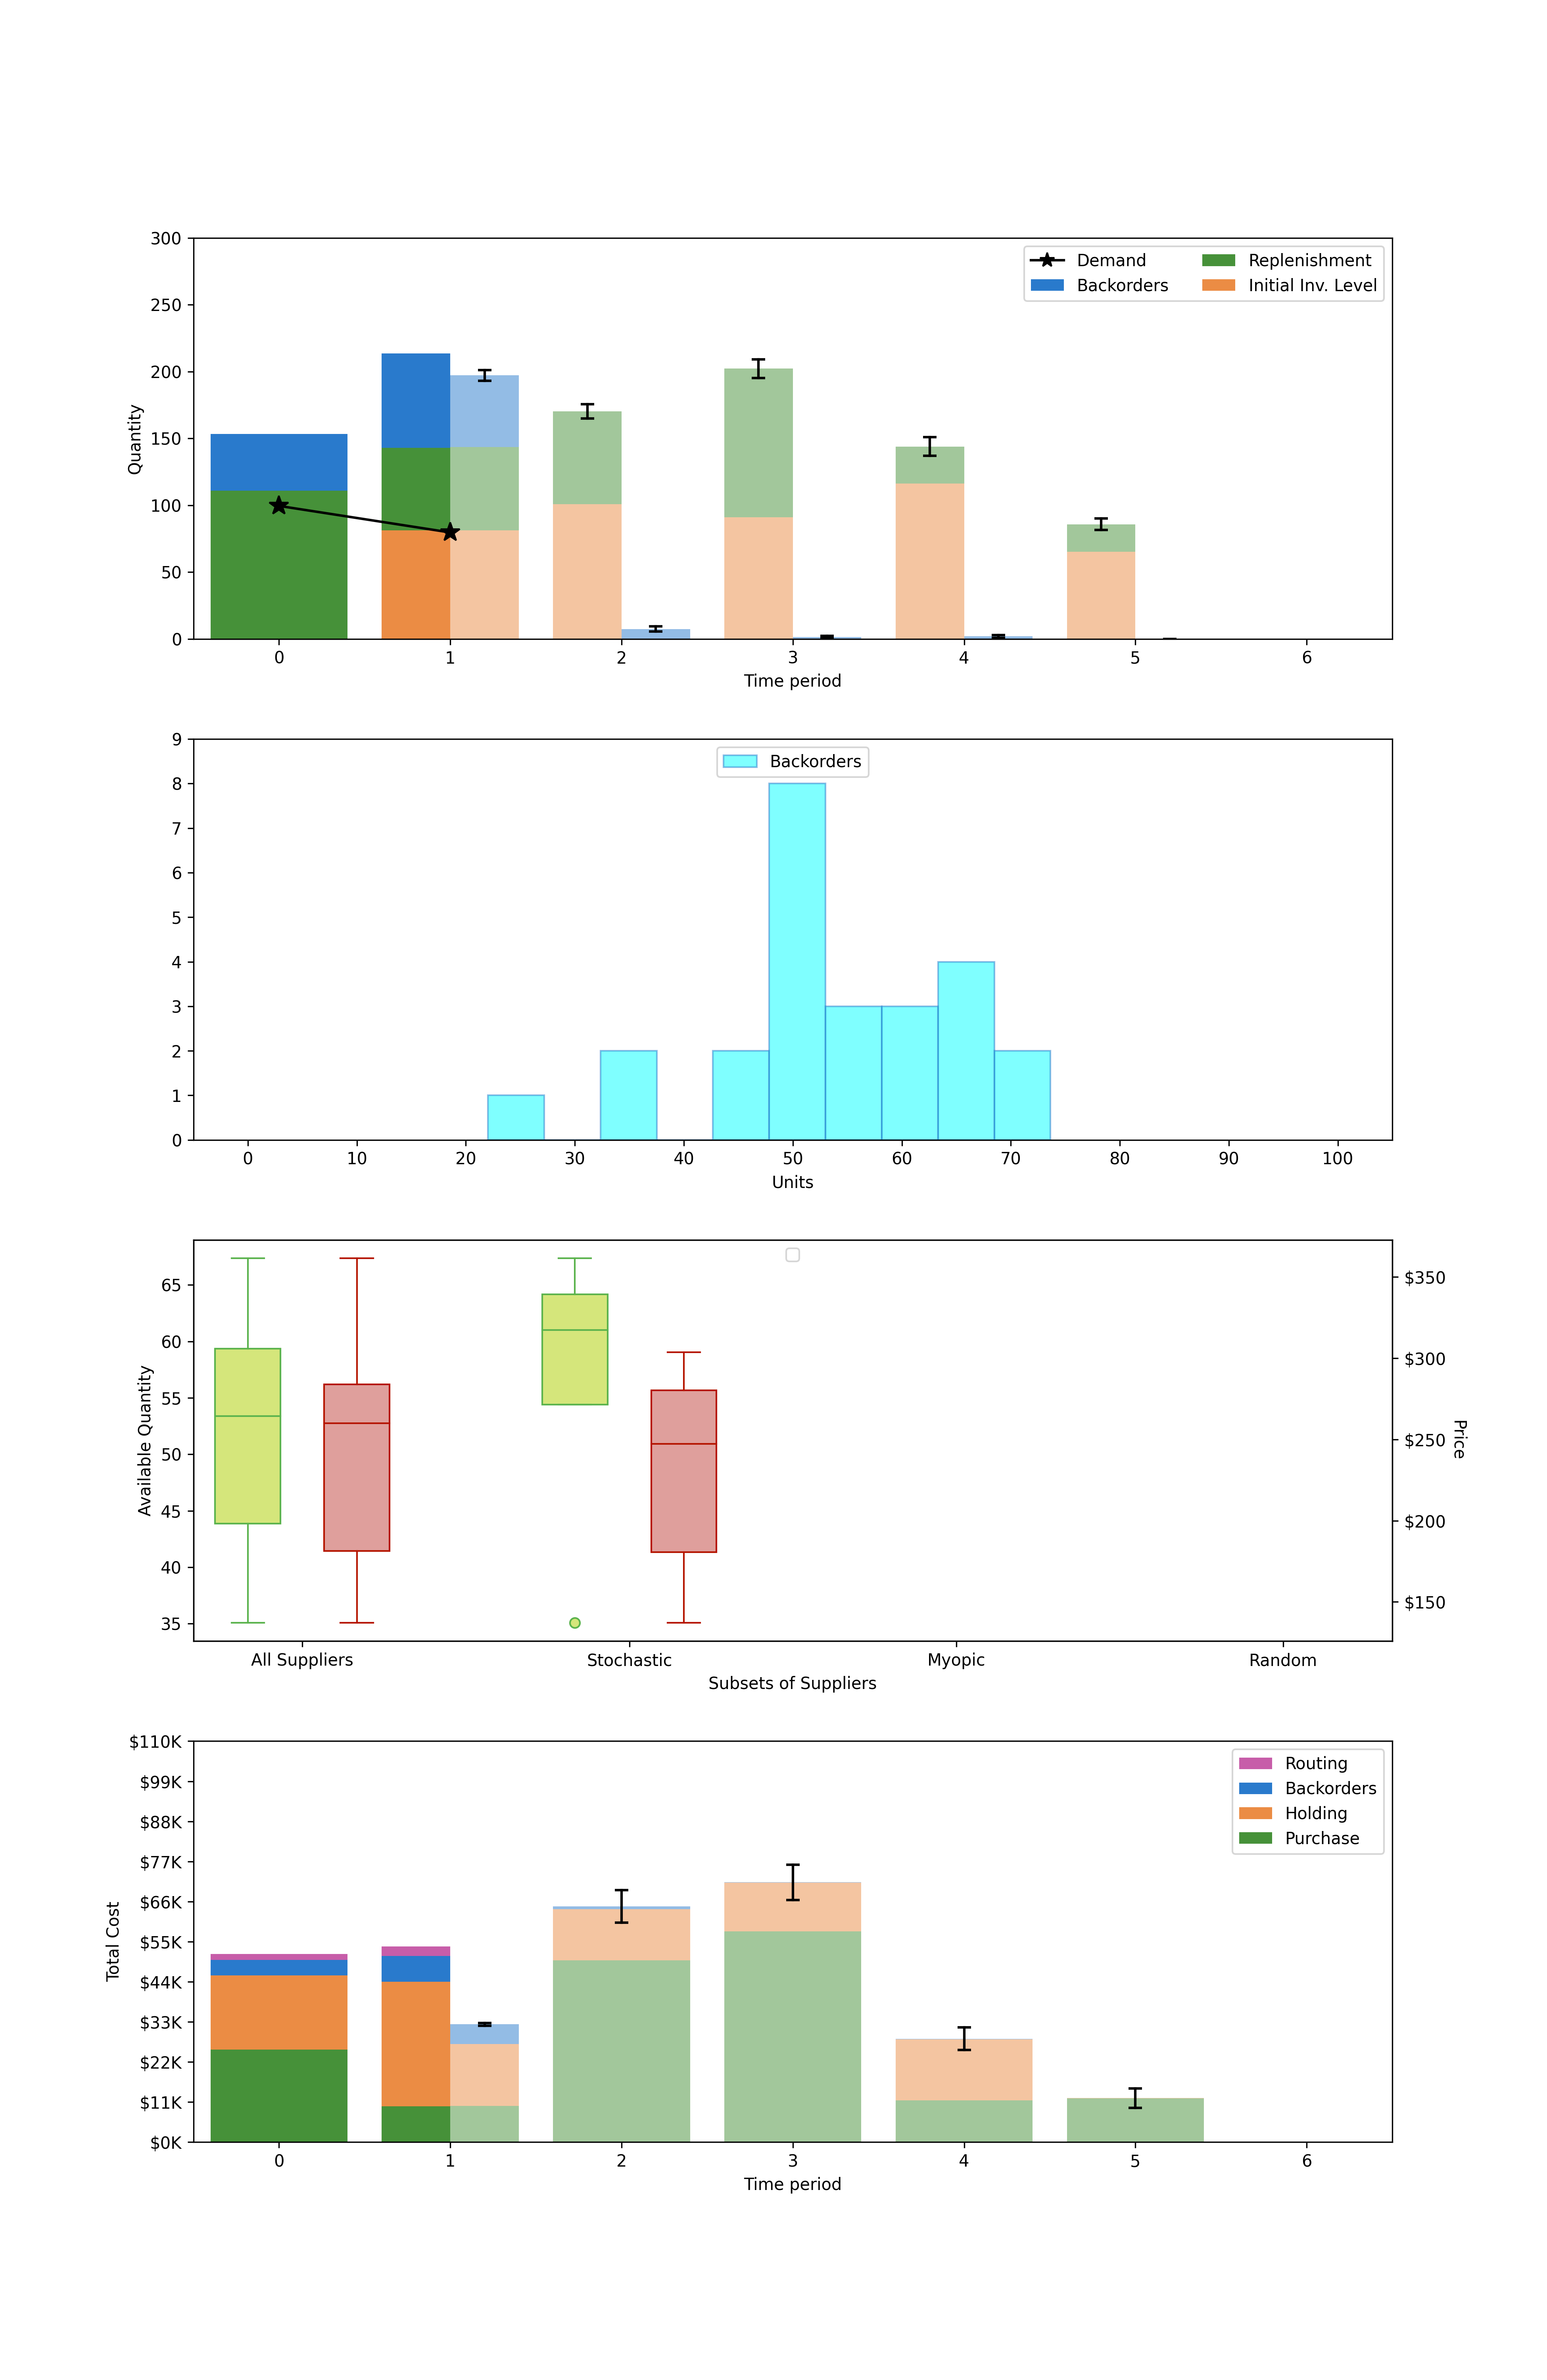 300
250
200
150
100
50
0
Quantity
Demand
Backorders
Replenishment
Initial Inv. Level
0 1 2 3 4 5 6
Time period
9
8
7
6
5
4
3
2
1
0
Backorders
0 10 20 30 40 50 60 70 80 90 100
Units
65
60
55
50
45
40
35
Available Quantity
$350
$300
$250
$200
$150
Price
All Suppliers Stochastic Myopic Random
Subsets of Suppliers
$110K
$99K
$88K
$77K
$66K
$55K
$44K
$33K
$22K
$11K
$0K
Total Cost
Routing
Backorders
Holding
Purchase
0 1 2 3 4 5 6
Time period